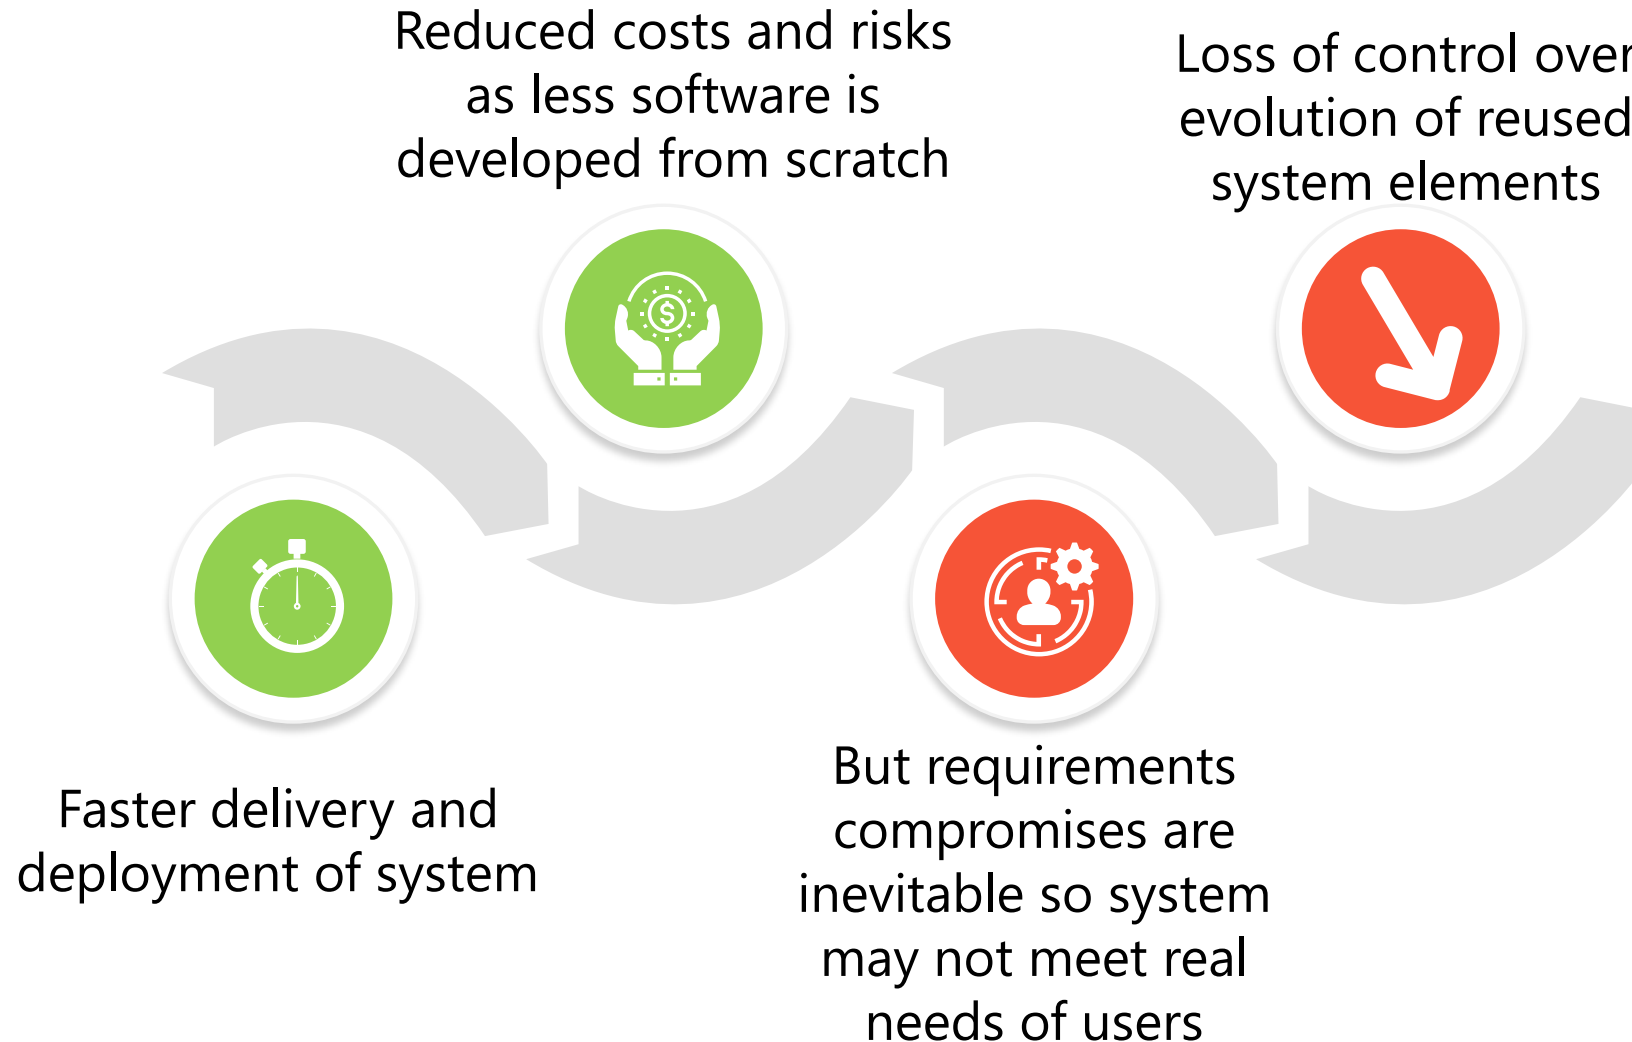 Reduced costs and risks
as less software is
developed from scratch
Loss of control over
evolution of reused
system elements
$
Faster delivery and
deployment of system
But requirements
compromises are
inevitable so system
may not meet real
needs of users